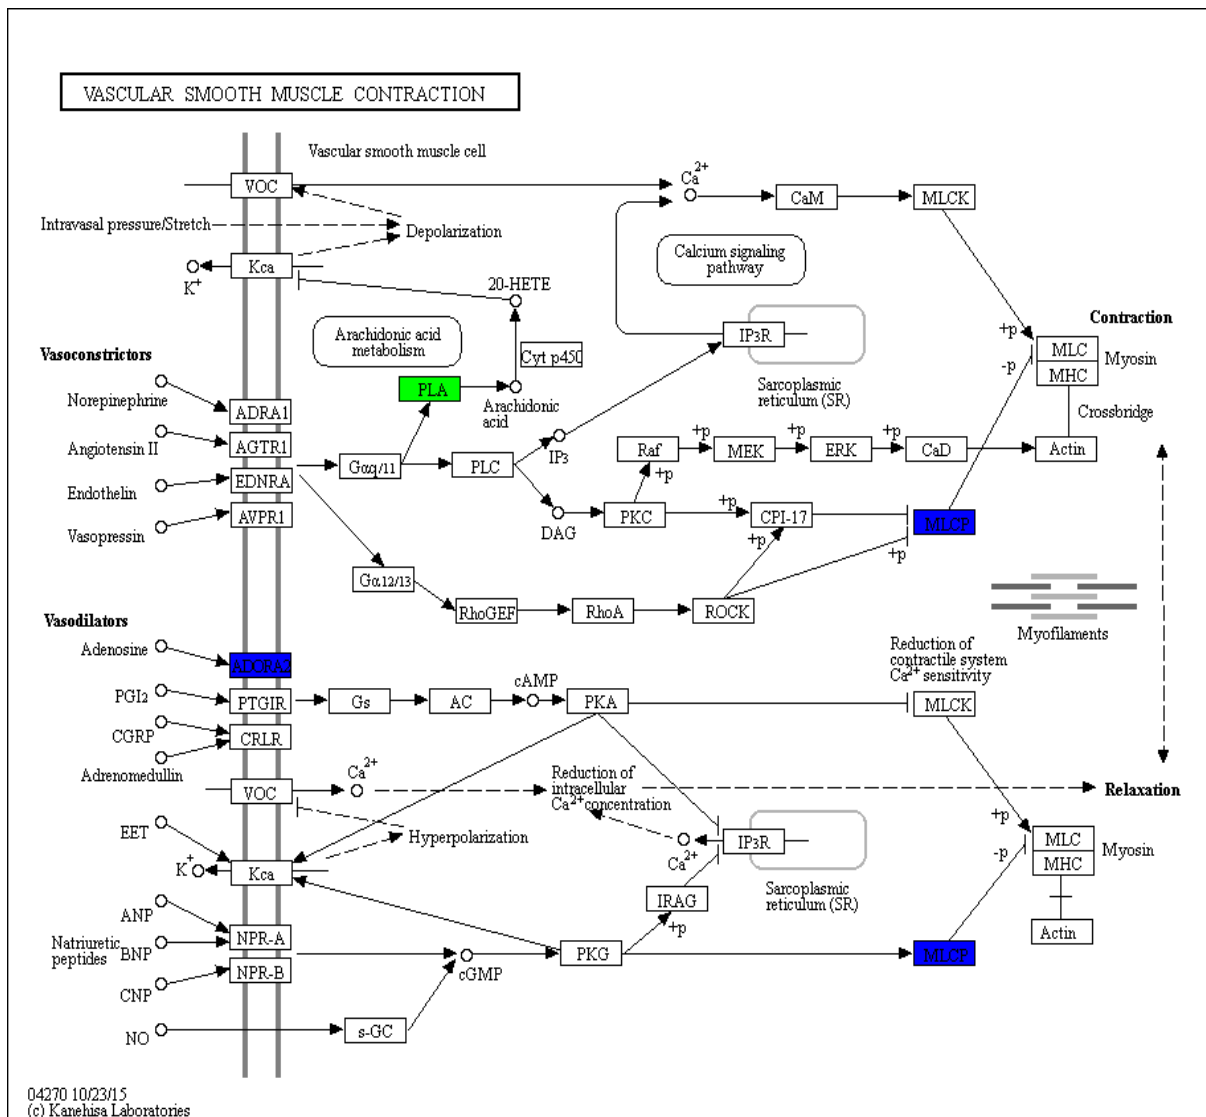 VASCULAR SMOOTH MUSCLE CONTRACTION
Vascular smooth muscle cell
VOC
Ca2+
CaM
MLCK
Intravasal pressure/Stretch
Depolarization
Calcium signaling
pathway
Kca
K+
20-HETE
Arachidonic acid
metabolism
Cyt p450
IP3R
Sarcoplasmic
reticulum (SR)
+p
-p
Contraction
MLC
MHC
Myosin
Crossbridge
Actin
Vasoconstrictors
Norepinephrine
Angiotensin II
Endothelin
Vasopressin
ADRA1
AGTR1
EDNRA
AVPR1
PLA
Arachidonic
acid
Gαq/11
PLC
IP3
DAG
Raf
+p
MEK
+p
ERK
+p
CaD
+p
PKC
+p
CPI-17
+p
+p
MLCP
Gα12/13
RhoGEF
RhoA
ROCK
Myofilaments
Vasodilators
Adenosine
PGI2
CGRP
Adrenomedullin
ADORA2
PTGIR
CRLR
Gs
AC
cAMP
PKA
Reduction of
contractile system
Ca2+ sensitivity
MLCK
VOC
Ca2+
Reduction of
intracellular
Ca2+ concentration
Relaxation
EET
Hyperpolarization
K+
Kca
Ca2+
IP3R
Sarcoplasmic
reticulum (SR)
+p
-p
MLC
MHC
Myosin
Actin
IRAG
+p
ANP
Natriuretic
peptides
BNP
CNP
NPR-A
NPR-B
cGMP
PKG
MLCP
NO
s-GC
04270 10/23/15
(c) Kanehisa Laboratories